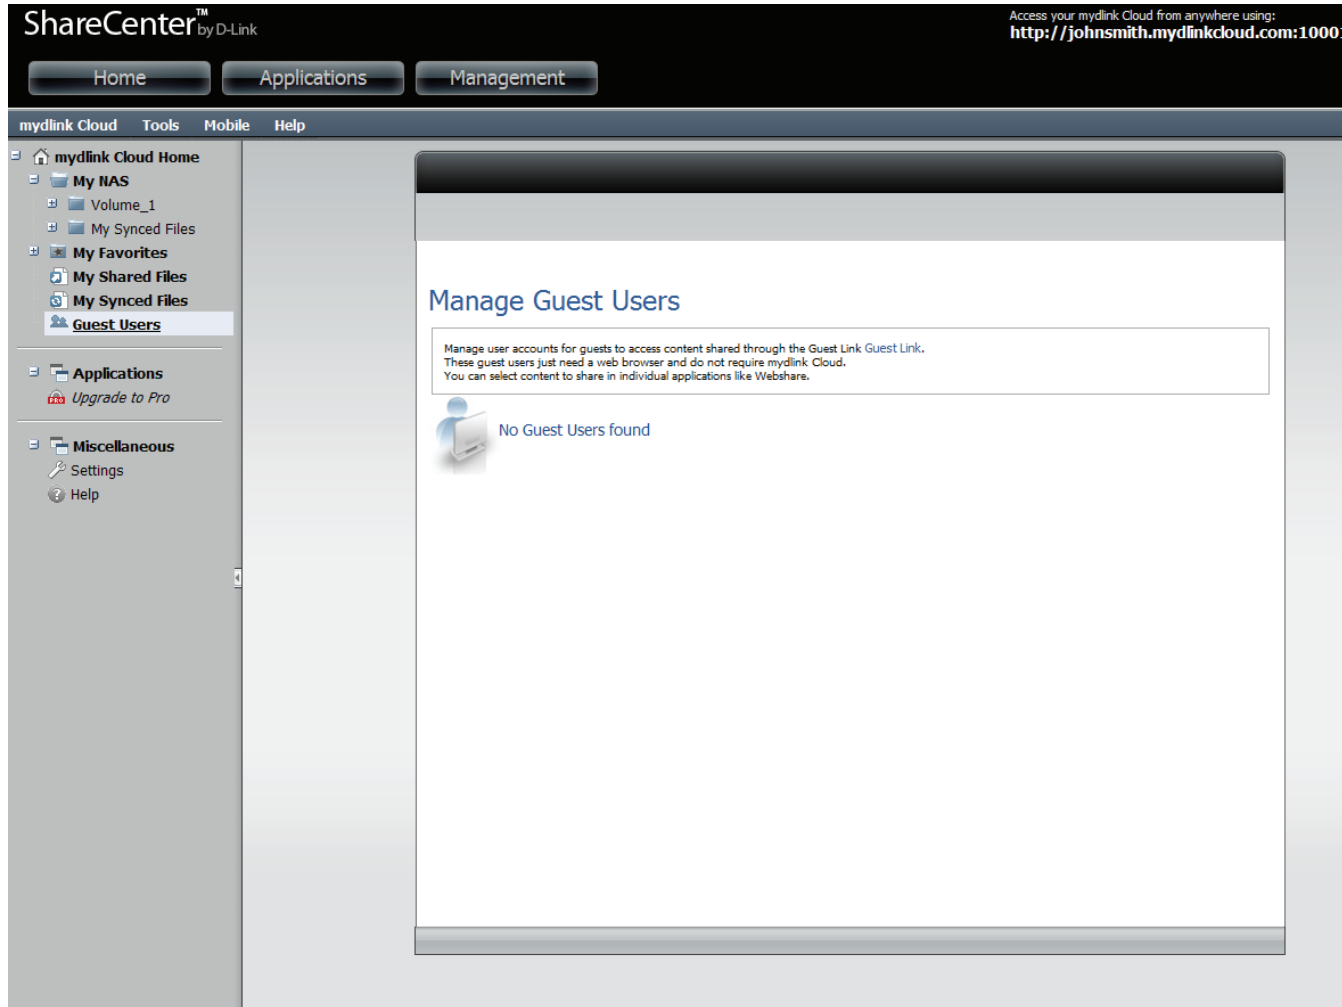 ShareCenter™ by D-Link
Access your mydlink Cloud from anywhere using:
http://johnsmith.mydlinkcloud.com:10001
Home Applications Management
mydlink Cloud Tools Mobile Help
mydlink Cloud Home
My NAS
Volume_1
My Synced Files
My Favorites
My Shared Files
My Synced Files
Guest Users
Applications
PRO Upgrade to Pro
Miscellaneous
Settings
Help
Manage Guest Users
Manage user accounts for guests to access content shared through the Guest Link Guest Link.
These guest users just need a web browser and do not require mydlink Cloud.
You can select content to share in individual applications like Webshare.
No Guest Users found